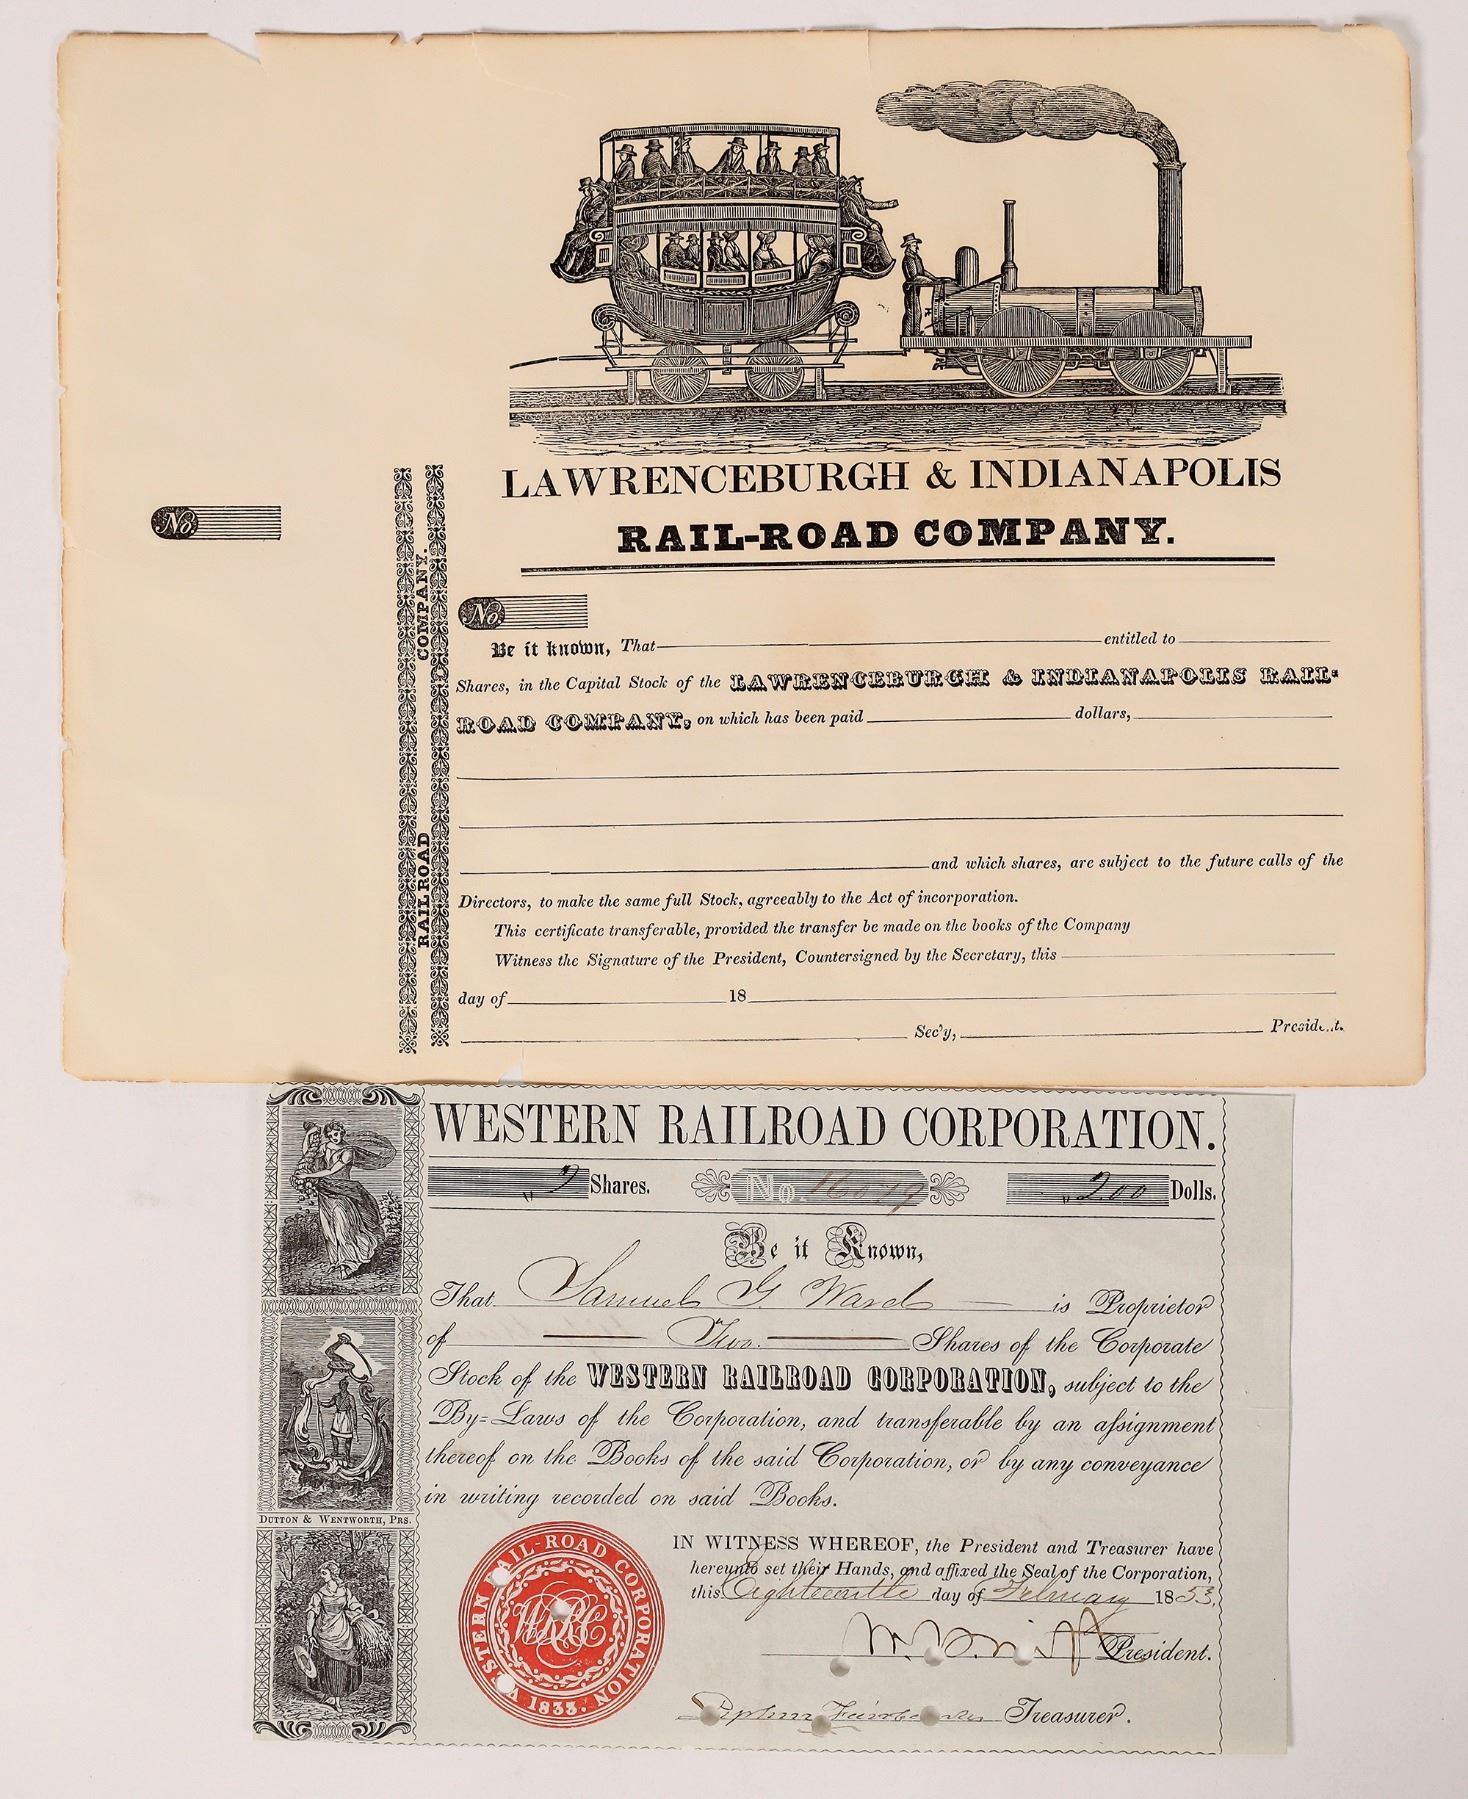 LAWRENCEBURGH & INDIANAPOLIS
RAIL-ROAD COMPANY.
No
RAIL ROAD COMPANY.
No.
Be it known, That entitled to
Shares, in the Capital Stock of the LAWRENCEBURGH & INDIANAPOLIS RAIL-
ROAD COMPANY, on which has been paid dollars,
and which shares, are subject to the future calls of the
Directors, to make the same full Stock, agreeably to the Act of incorporation.
This certificate transferable, provided the transfer be made on the books of the Company
Witness the Signature of the President, Countersigned by the Secretary, this
day of 18
Sec'y, President.
WESTERN RAILROAD CORPORATION.
2 Shares. No. 16079 200 Dolls.
Be it Known,
That Samuel G. Ward is Proprietor
of Two Shares of the Corporate
Stock of the WESTERN RAILROAD CORPORATION, subject to the
By=Laws of the Corporation, and transferable by an assignment
thereof on the Books of the said Corporation, or by any conveyance
in writing recorded on said Books.
DUTTON & WENTWORTH, PRS.
IN WITNESS WHEREOF, the President and Treasurer have
hereunto set their Hands, and affixed the Seal of the Corporation,
this Eighteenth day of February 1853,
President.
Treasurer.
WESTERN RAIL-ROAD CORPORATION.
WRRC
1833.